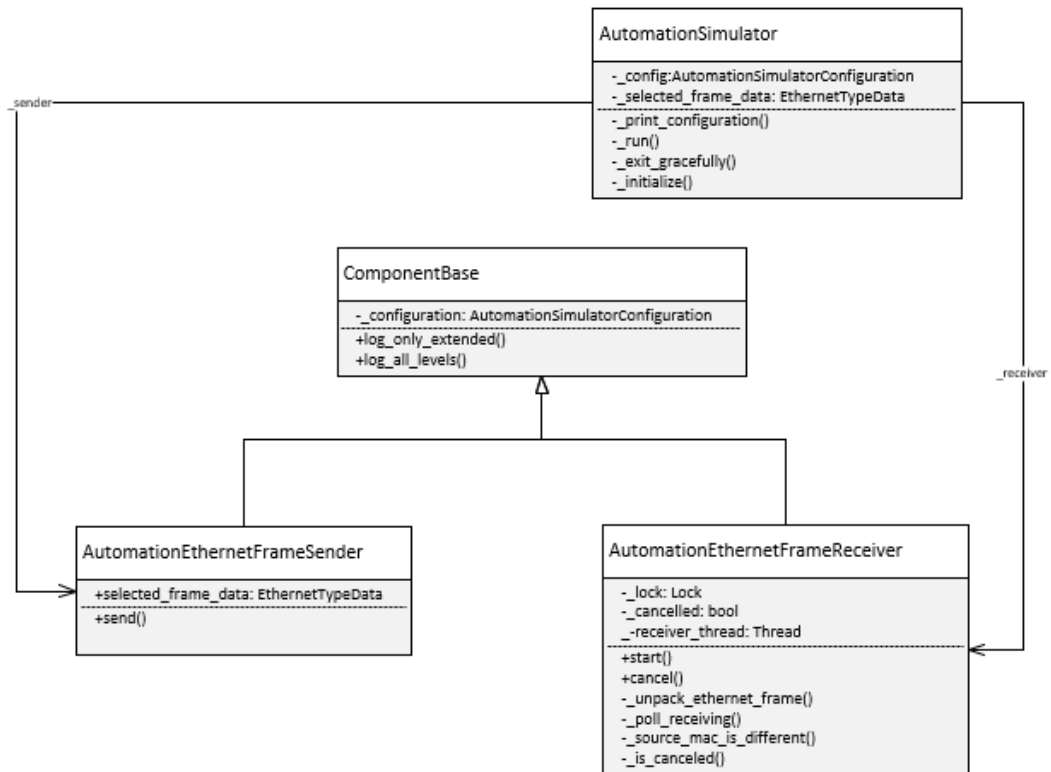 AutomationSimulator
-_config:AutomationSimulatorConfiguration
-_selected_frame_data: EthernetTypeData
-_print_configuration()
-_run()
-_exit_gracefully()
-_initialize()
_sender
ComponentBase
-_configuration: AutomationSimulatorConfiguration
+log_only_extended()
+log_all_levels()
_receiver
AutomationEthernetFrameSender
+selected_frame_data: EthernetTypeData
+send()
AutomationEthernetFrameReceiver
-_lock: Lock
-_cancelled: bool
_-receiver_thread: Thread
+start()
+cancel()
-_unpack_ethernet_frame()
-_poll_receiving()
-_source_mac_is_different()
-_is_canceled()